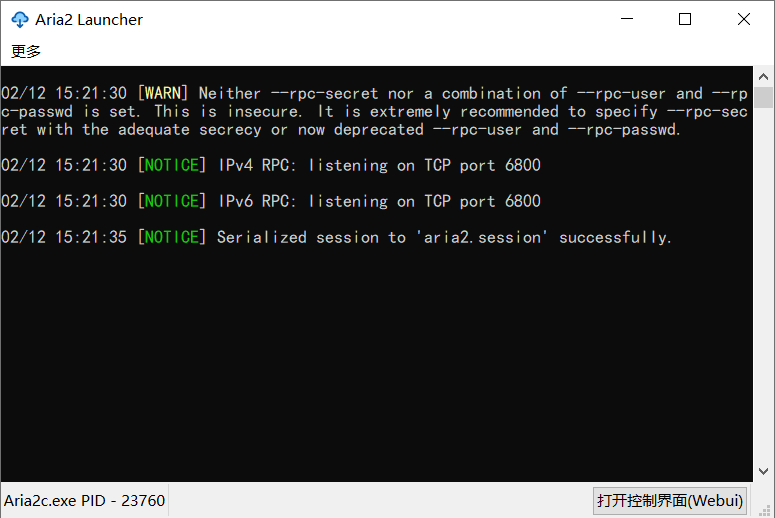 Aria2 Launcher
更多
02/12 15:21:30 [WARN] Neither --rpc-secret nor a combination of --rpc-user and --rp
c-passwd is set. This is insecure. It is extremely recommended to specify --rpc-sec
ret with the adequate secrecy or now deprecated --rpc-user and --rpc-passwd.
02/12 15:21:30 [NOTICE] IPv4 RPC: listening on TCP port 6800
02/12 15:21:30 [NOTICE] IPv6 RPC: listening on TCP port 6800
02/12 15:21:35 [NOTICE] Serialized session to 'aria2.session' successfully.
Aria2c.exe PID - 23760
打开控制界面(Webui)